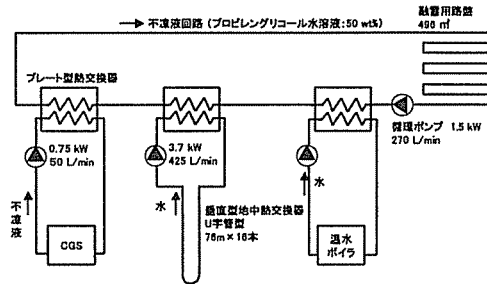 不凍液回路 (プロピレングリコール水溶液:50 wt%)
融雪用路盤
496 ㎡
プレート型熱交換器
0.75 kW
50 L/min
3.7 kW
425 L/min
循環ポンプ 1.5 kW
270 L/min
不凍液
水
水
垂直型地中熱交換器
U字管型
76m×16本
CGS
温水
ボイラ